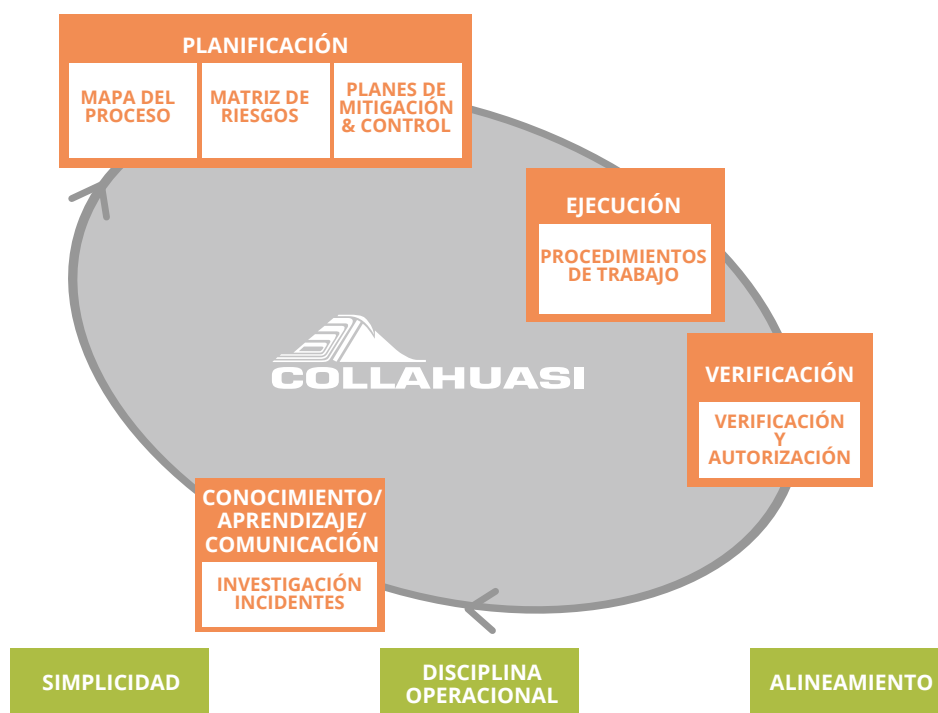 PLANIFICACIÓN
MAPA DEL
PROCESO
MATRIZ DE
RIESGOS
PLANES DE
MITIGACIÓN
& CONTROL
EJECUCIÓN
PROCEDIMIENTOS
DE TRABAJO
COLLAHUASI
VERIFICACIÓN
VERIFICACIÓN
Y
AUTORIZACIÓN
CONOCIMIENTO/
APRENDIZAJE/
COMUNICACIÓN
INVESTIGACIÓN
INCIDENTES
SIMPLICIDAD
DISCIPLINA
OPERACIONAL
ALINEAMIENTO